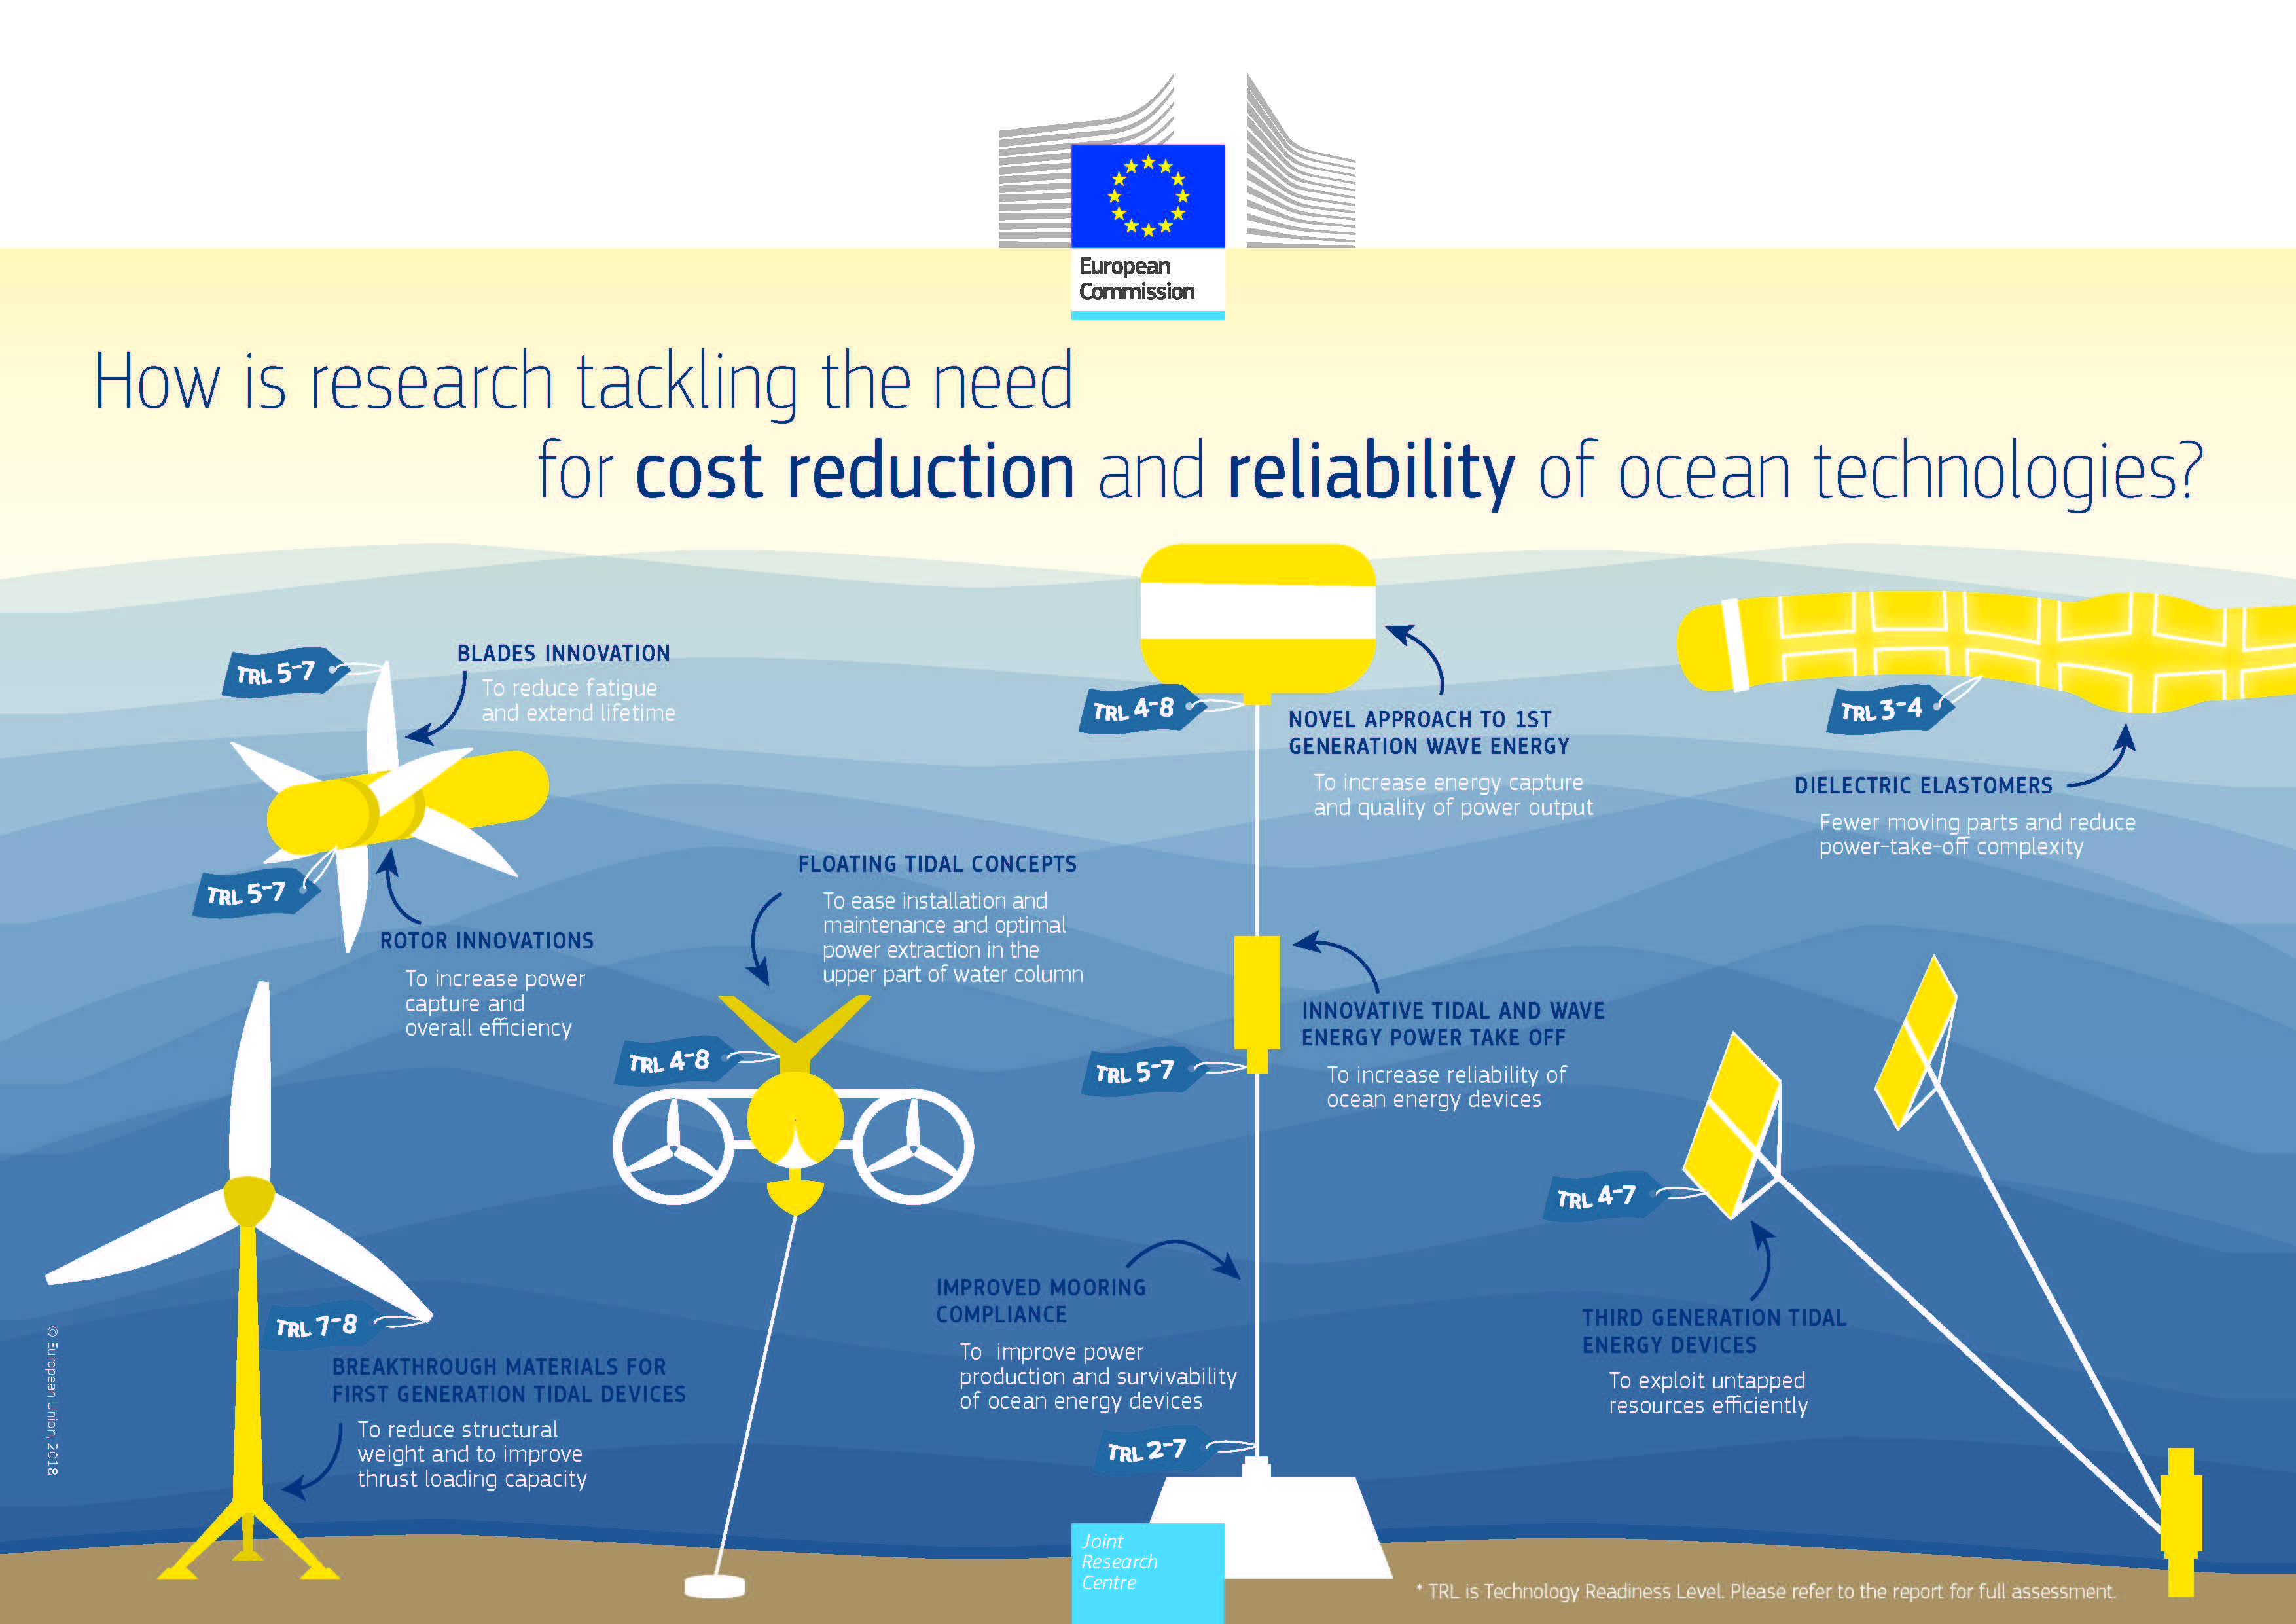 European
Commission
How is research tackling the need
for cost reduction and reliability of ocean technologies?
TRL 5-7
BLADES INNOVATION
To reduce fatigue
and extend lifetime
TRL 5-7
ROTOR INNOVATIONS
To increase power
capture and
overall efficiency
TRL 7-8
BREAKTHROUGH MATERIALS FOR
FIRST GENERATION TIDAL DEVICES
To reduce structural
weight and to improve
thrust loading capacity
FLOATING TIDAL CONCEPTS
To ease installation and
maintenance and optimal
power extraction in the
upper part of water column
TRL 4-8
TRL 4-8
NOVEL APPROACH TO 1ST
GENERATION WAVE ENERGY
To increase energy capture
and quality of power output
INNOVATIVE TIDAL AND WAVE
ENERGY POWER TAKE OFF
To increase reliability of
ocean energy devices
TRL 5-7
IMPROVED MOORING
COMPLIANCE
To improve power
production and survivability
of ocean energy devices
TRL 2-7
TRL 3-4
DIELECTRIC ELASTOMERS
Fewer moving parts and reduce
power-take-off complexity
TRL 4-7
THIRD GENERATION TIDAL
ENERGY DEVICES
To exploit untapped
resources efficiently
© European Union, 2018
Joint
Research
Centre
* TRL is Technology Readiness Level. Please refer to the report for full assessment.